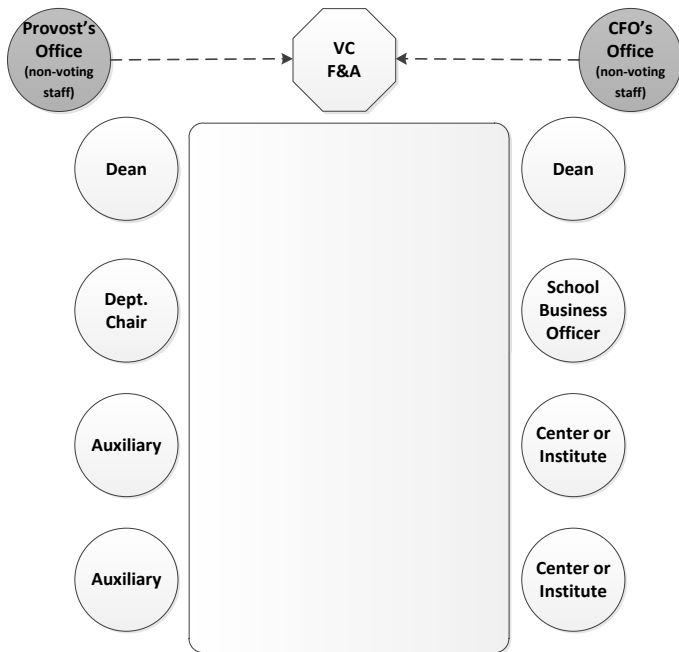 Provost's
Office
(non-voting
staff)
VC
F&A
CFO's
Office
(non-voting
staff)
Dean
Dean
Dept.
Chair
School
Business
Officer
Auxiliary
Center or
Institute
Auxiliary
Center or
Institute